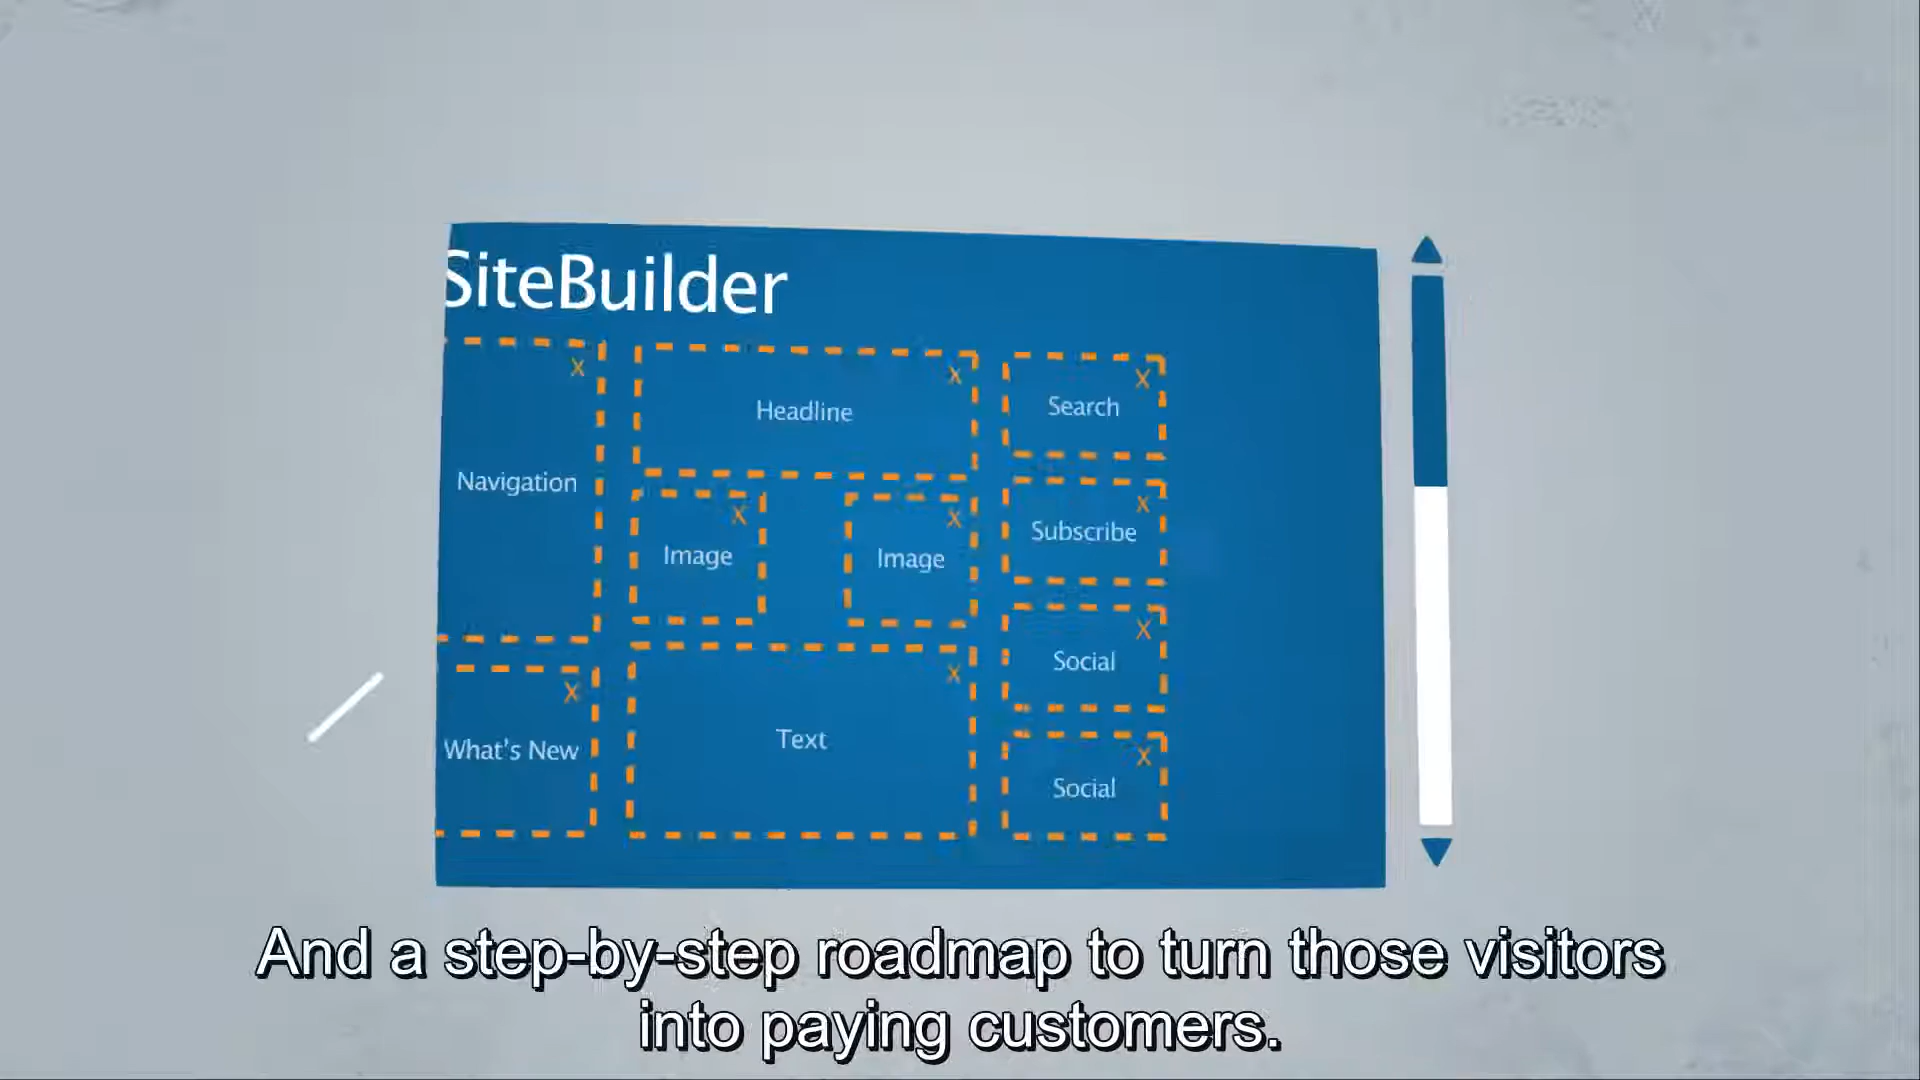 SiteBuilder
X
Navigation
X
What's New
X
Headline
X
Image
X
Image
X
Text
X
Search
X
Subscribe
X
Social
X
Social
And a step-by-step roadmap to turn those visitors
into paying customers.